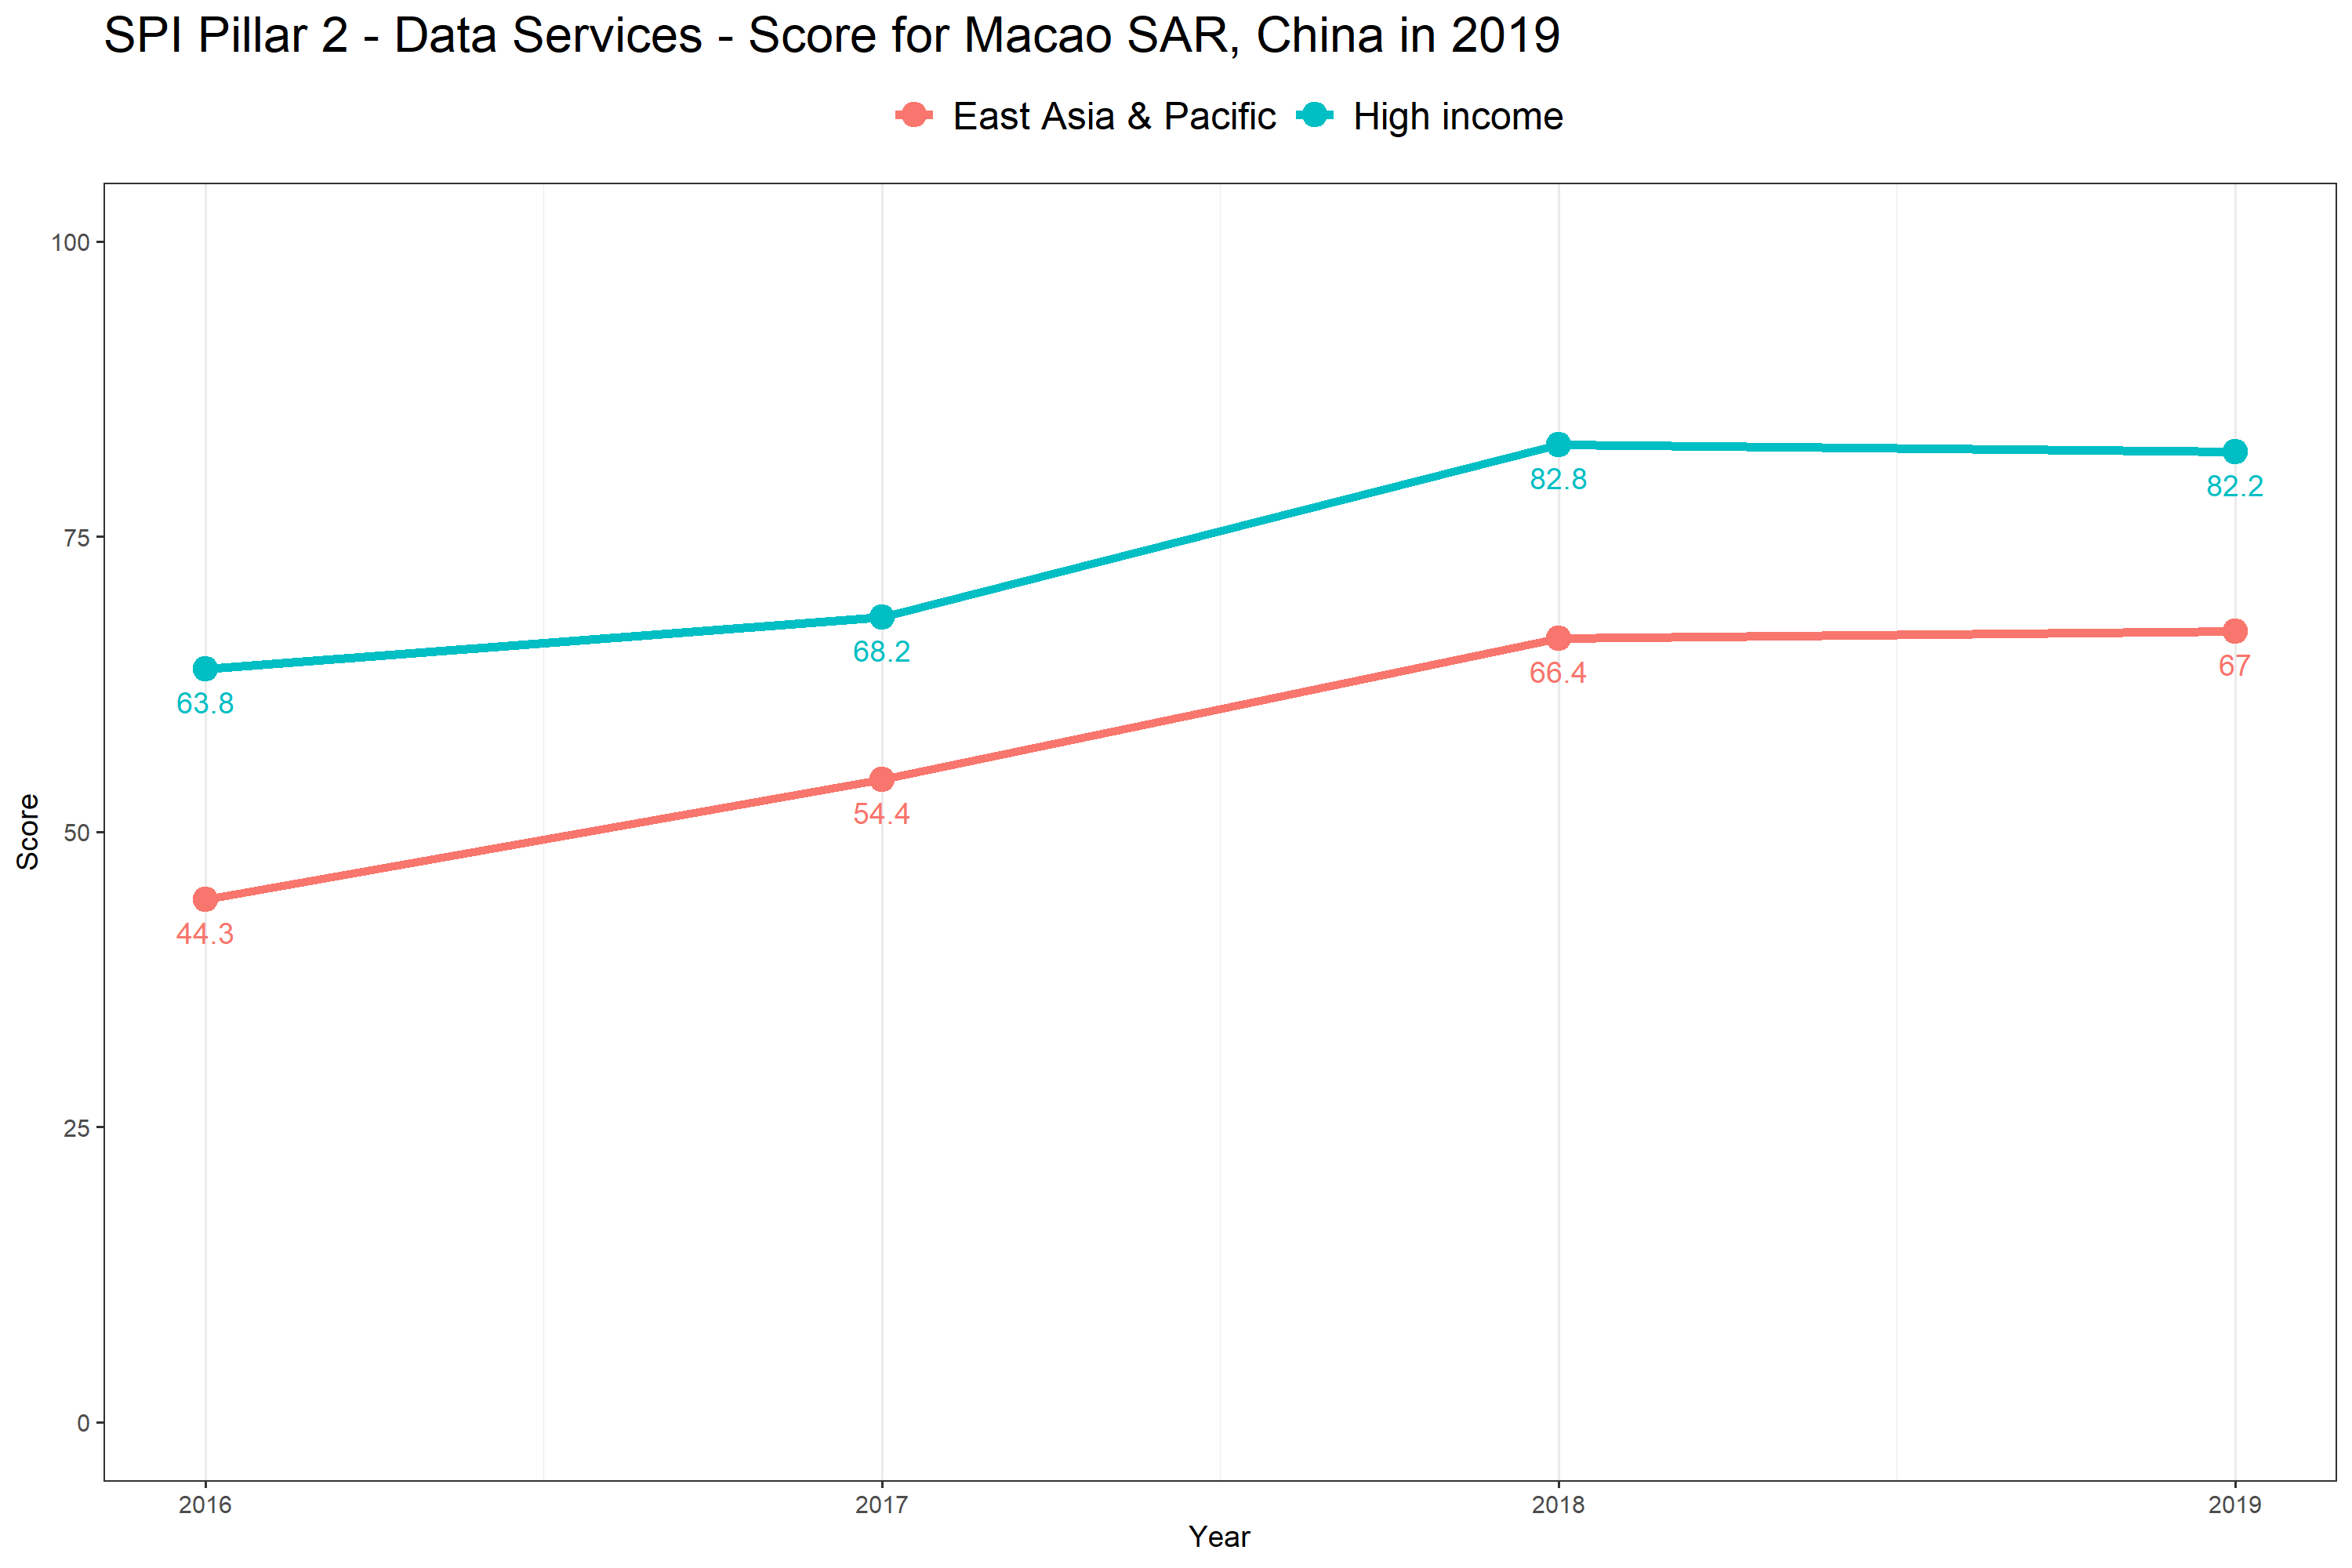 SPI Pillar 2 - Data Services - Score for Macao SAR, China in 2019
East Asia & Pacific High income
100
75
50
25
0
Score
82.8
82.2
68.2
63.8
66.4
67
54.4
44.3
2016 2017 2018 2019
Year